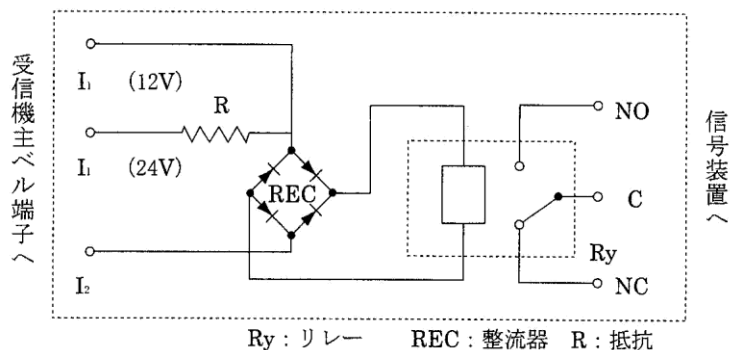 受信機主ベル端子へ
I₁ (12V)
R
I₁ (24V)
I₂
REC
Ry
NO
C
NC
信号装置へ
Ry：リレー REC：整流器 R：抵抗